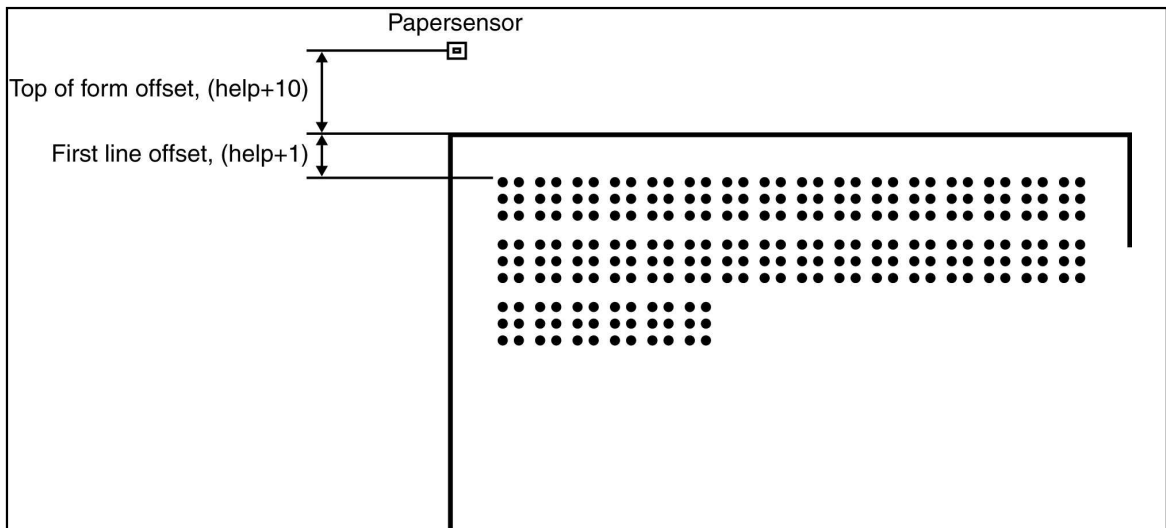 Papersensor
Top of form offset, (help+10)
First line offset, (help+1)